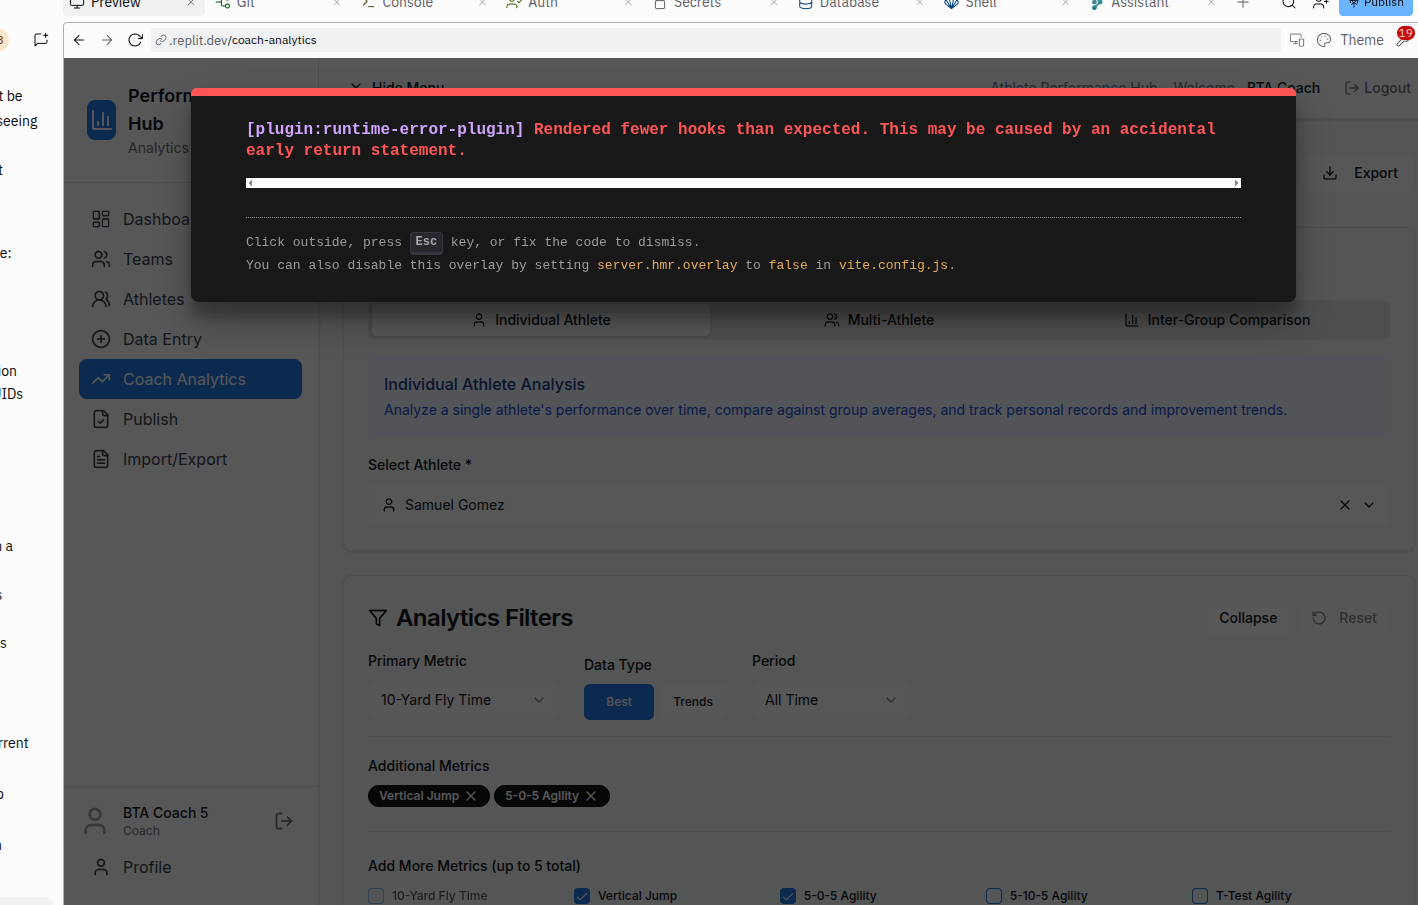 Preview × Git × Console × Auth × Secrets × Database × Shell × Assistant × + Publish
3 .replit.dev/coach-analytics Theme 19
t be
seeing
t
e:
ion
IDs
n a
s
s
rrent
Perform
Hub
Analytics
Hide Menu Athlete Performance Hub Welcome BTA Coach Logout
Export
[plugin:runtime-error-plugin] Rendered fewer hooks than expected. This may be caused by an accidental
early return statement.
Click outside, press Esc key, or fix the code to dismiss.
You can also disable this overlay by setting server.hmr.overlay to false in vite.config.js.
Dashboa
Teams
Athletes
Data Entry
Coach Analytics
Publish
Import/Export
Individual Athlete Multi-Athlete Inter-Group Comparison
Individual Athlete Analysis
Analyze a single athlete's performance over time, compare against group averages, and track personal records and improvement trends.
Select Athlete *
Samuel Gomez
Analytics Filters Collapse Reset
Primary Metric Data Type Period
10-Yard Fly Time Best Trends All Time
Additional Metrics
Vertical Jump 5-0-5 Agility
Add More Metrics (up to 5 total)
10-Yard Fly Time Vertical Jump 5-0-5 Agility 5-10-5 Agility T-Test Agility
BTA Coach 5
Coach
Profile